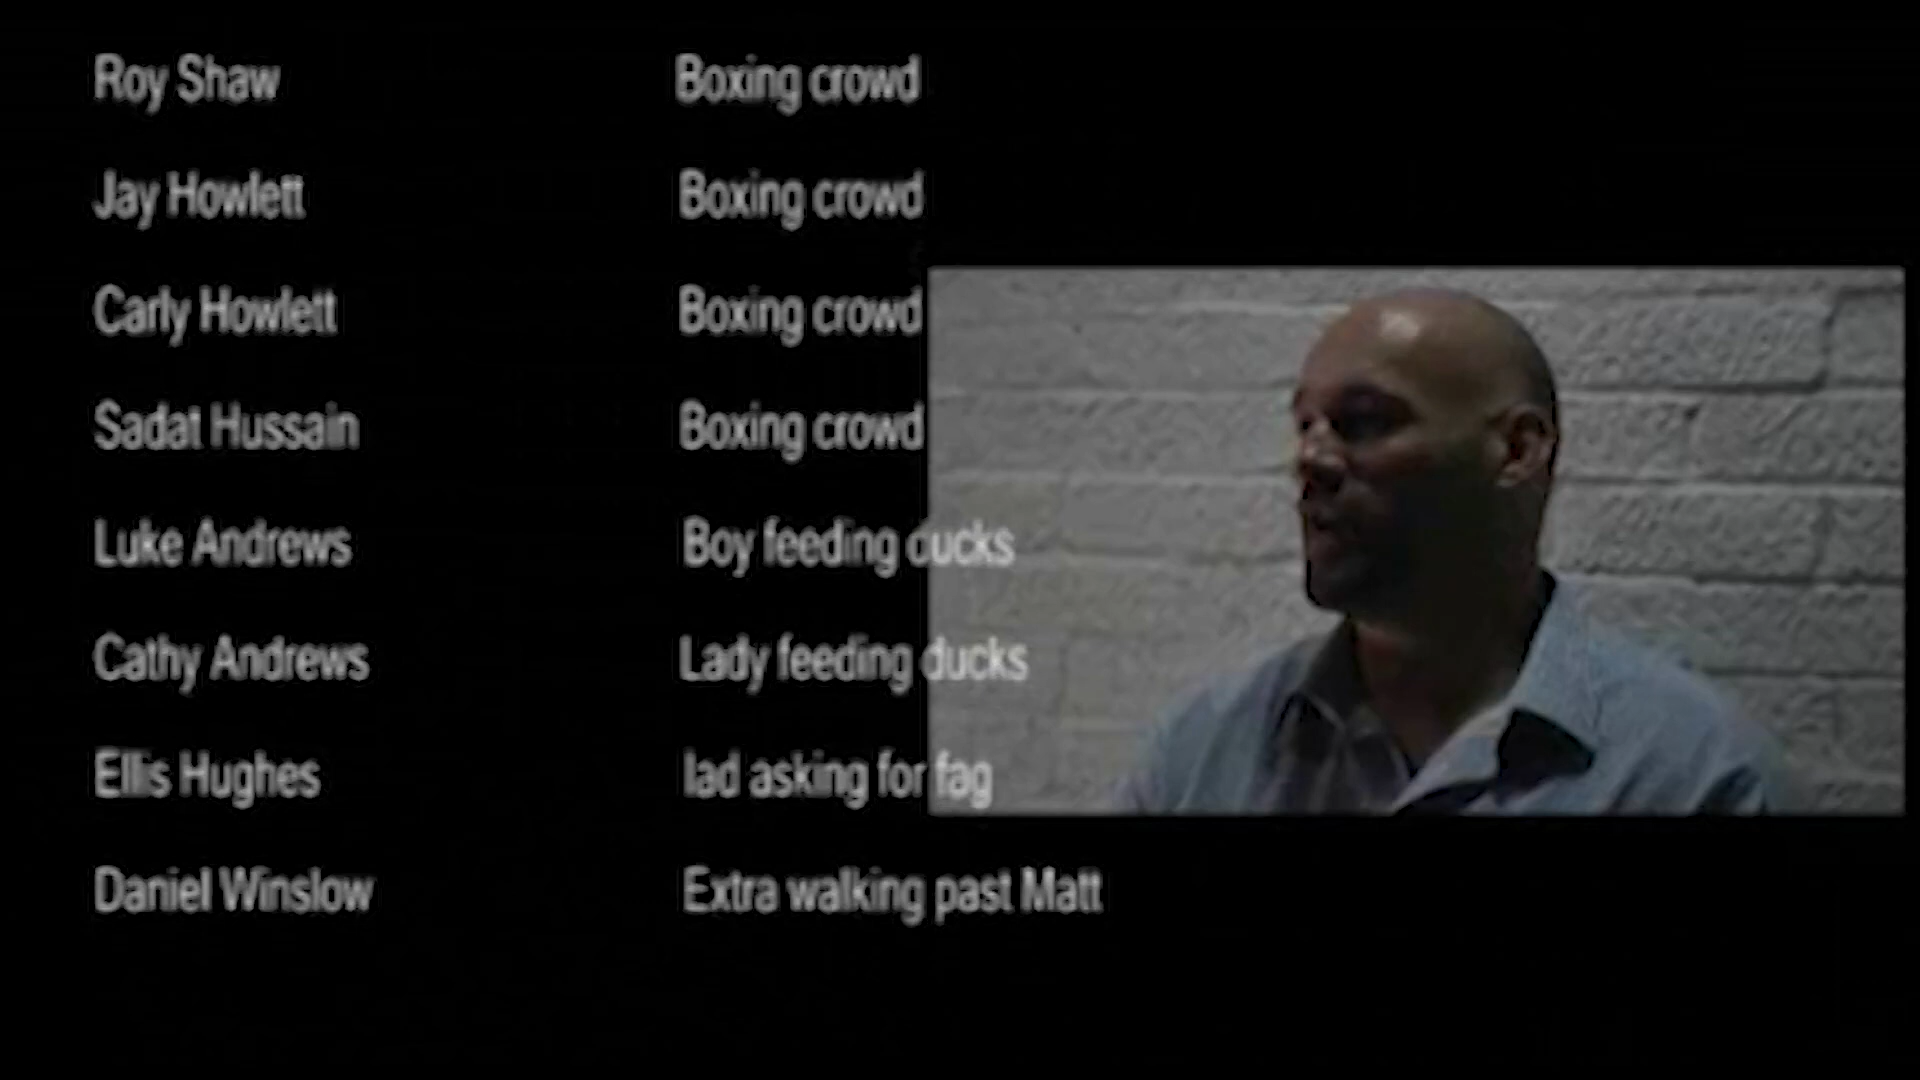 Roy Shaw Boxing crowd
Jay Howlett Boxing crowd
Carly Howlett Boxing crowd
Sadat Hussain Boxing crowd
Luke Andrews Boy feeding ducks
Cathy Andrews Lady feeding ducks
Ellis Hughes lad asking for fag
Daniel Winslow Extra walking past Matt